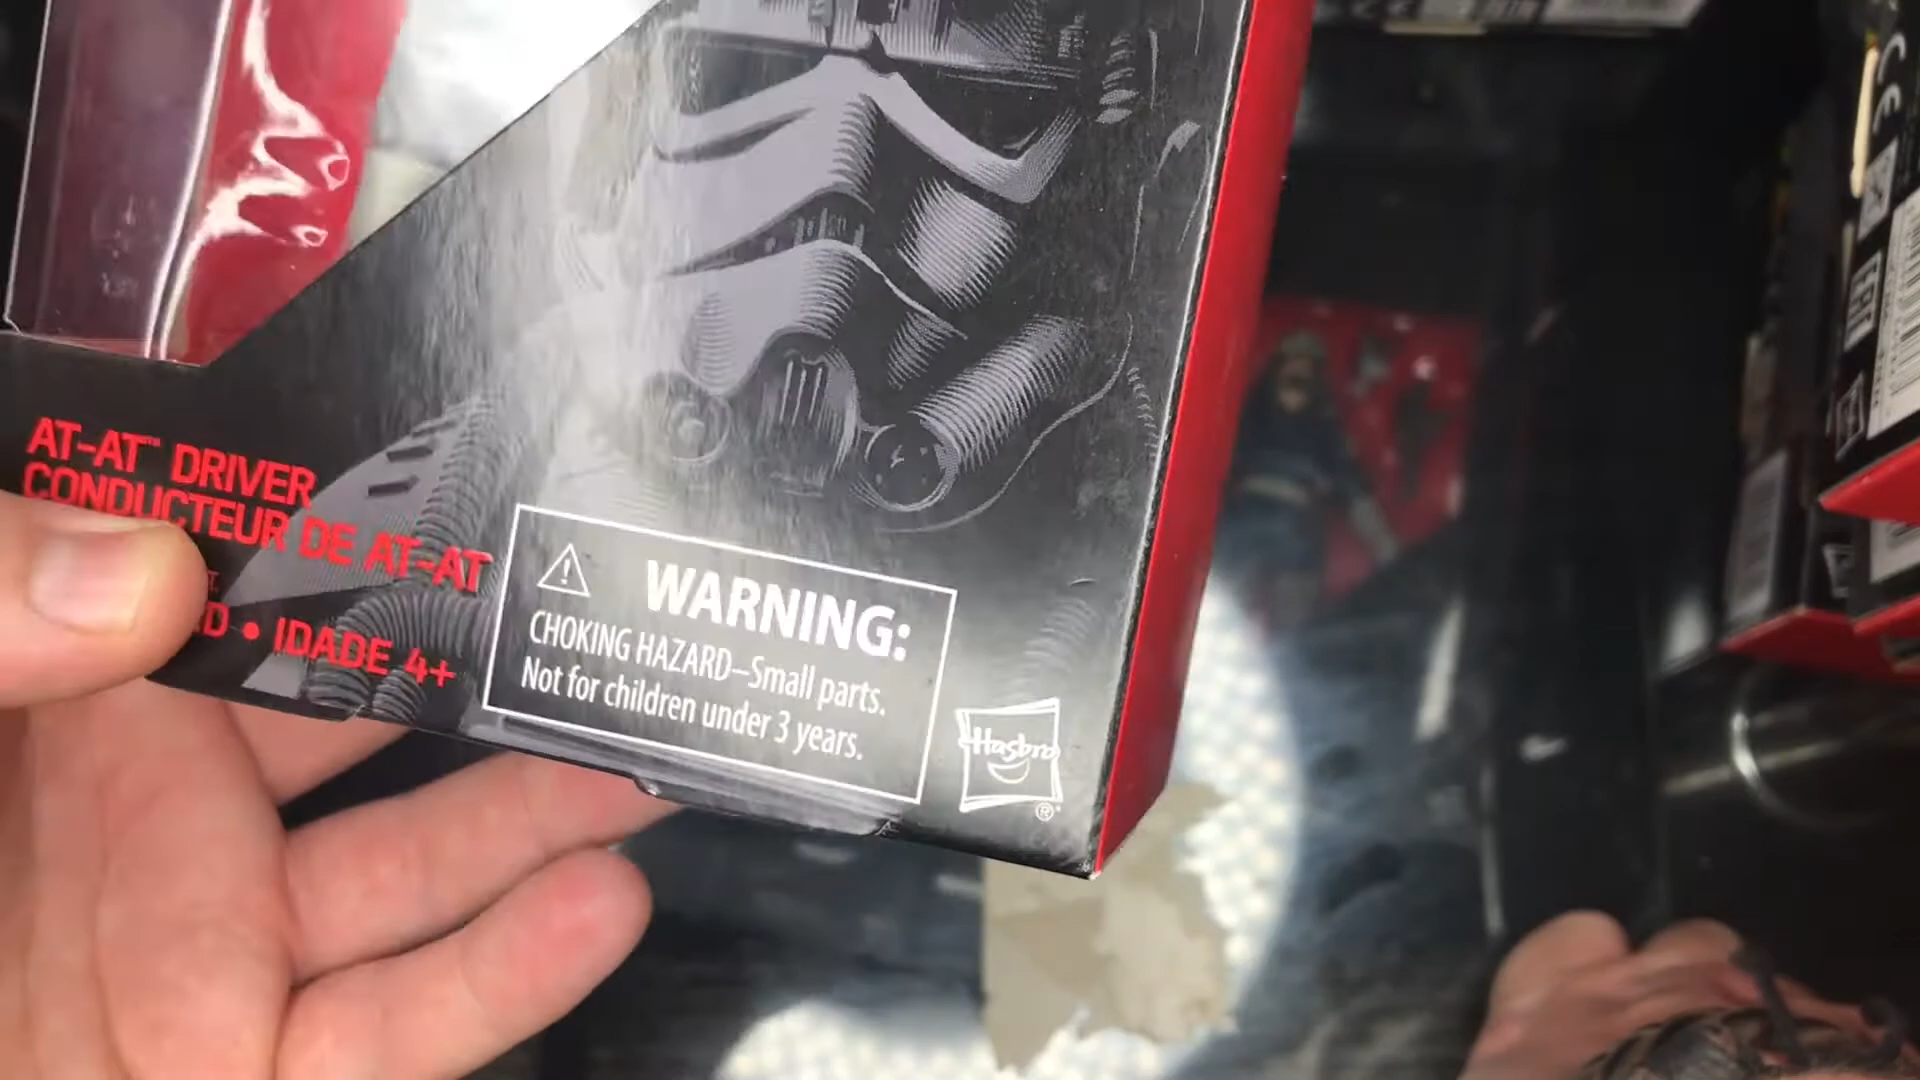 AT-AT™ DRIVER
CONDUCTEUR DE AT-AT
IDADE 4+
WARNING:
CHOKING HAZARD–Small parts.
Not for children under 3 years.
Hasbro
®
CE